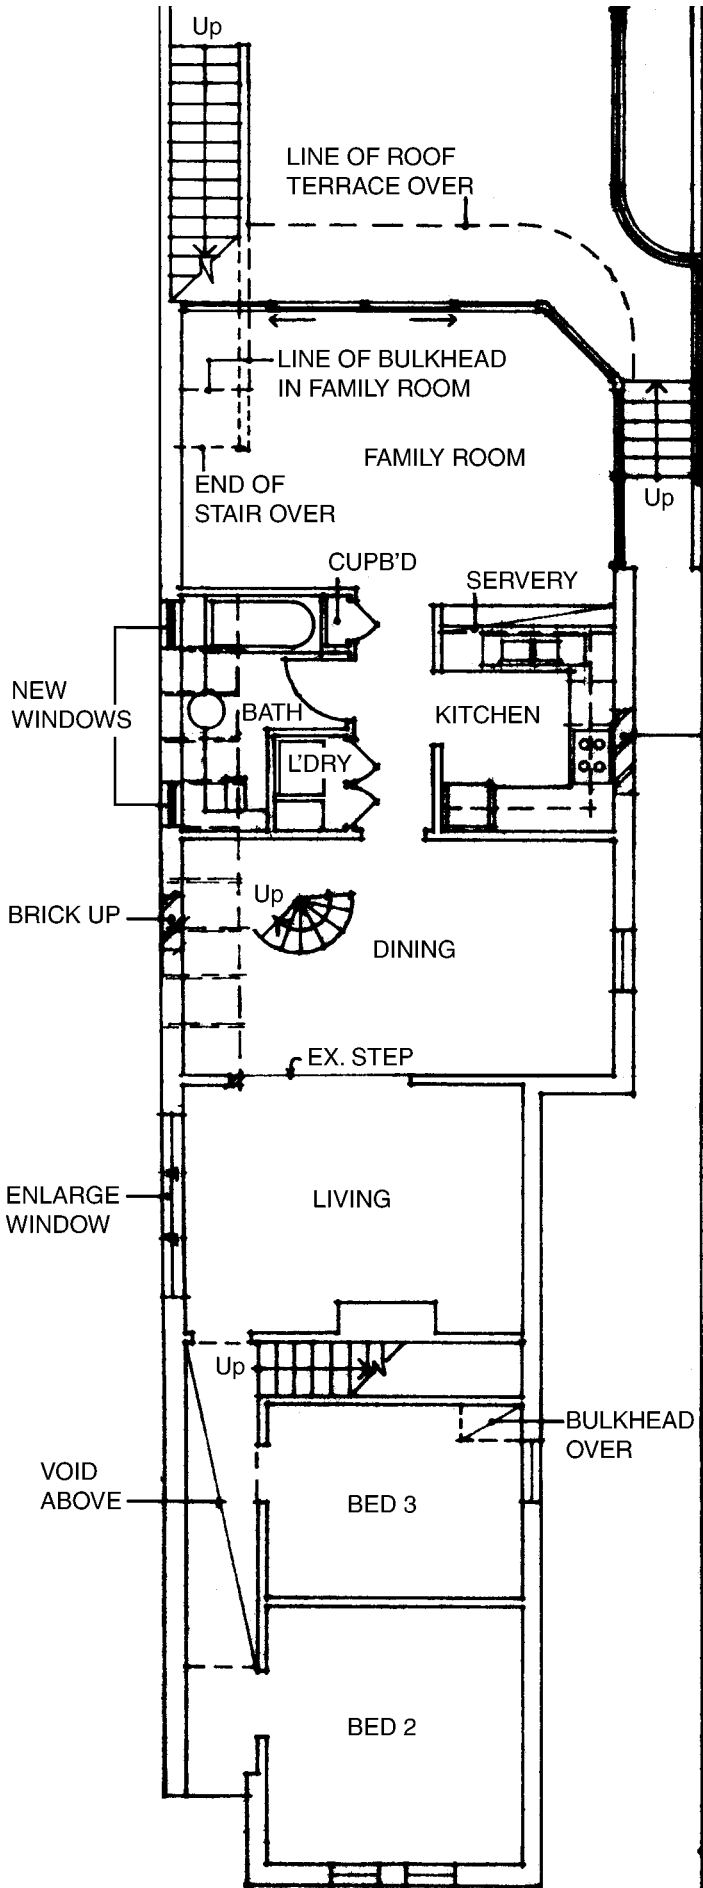 Up
LINE OF ROOF
TERRACE OVER
LINE OF BULKHEAD
IN FAMILY ROOM
FAMILY ROOM
END OF
STAIR OVER
Up
CUPB'D
SERVERY
NEW
WINDOWS
BATH
KITCHEN
L'DRY
Up
BRICK UP
DINING
EX. STEP
ENLARGE
WINDOW
LIVING
Up
BULKHEAD
OVER
VOID
ABOVE
BED 3
BED 2